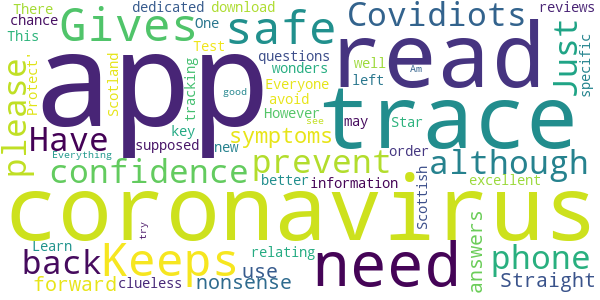 There
dedicated
download
reviews
chance
One
Covidiots
This
Gives
safe
Just
specific
app
read
Test
questions
well
wonders
left
Everyone
avoid
However
Protect'
Scotland
tracking
key
please
Have
supposed
new
symptoms
may
Star
trace
good
Am
see
Everything
confidence
prevent
order
although
better
information
Scottish
excellent
coronavirus
try
Learn
back
Keeps
relating
need
answers
phone
forward
clueless
nonsense
use
Straight